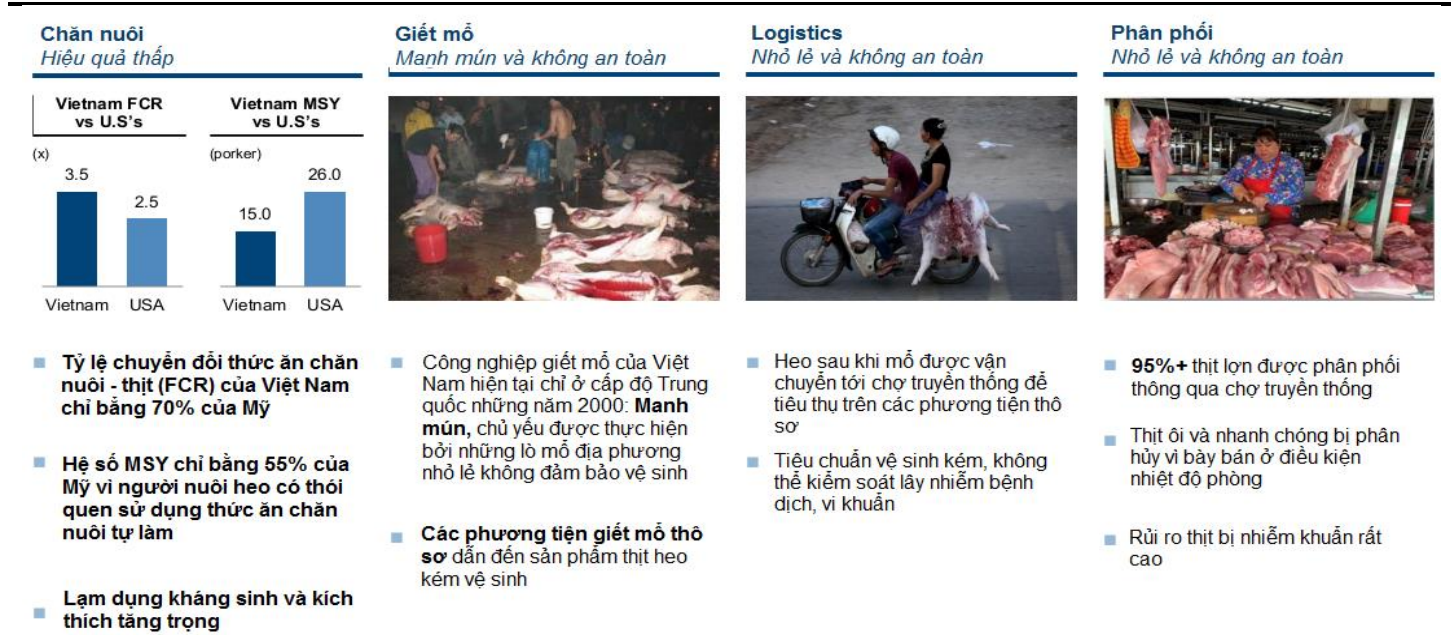 Chăn nuôi
Hiệu quả thấp
Vietnam FCR
vs U.S's
(x)
3.5
2.5
Vietnam
USA
Vietnam MSY
vs U.S's
(porker)
15.0
26.0
Vietnam
USA
Tỷ lệ chuyển đổi thức ăn chăn
nuôi - thịt (FCR) của Việt Nam
chỉ bằng 70% của Mỹ
Hệ số MSY chỉ bằng 55% của
Mỹ vì người nuôi heo có thói
quen sử dụng thức ăn chăn
nuôi tự làm
Lạm dụng kháng sinh và kích
thích tăng trọng
Giết mổ
Manh mún và không an toàn
Công nghiệp giết mổ của Việt
Nam hiện tại chỉ ở cấp độ Trung
quốc những năm 2000: Manh
mún, chủ yếu được thực hiện
bởi những lò mổ địa phương
nhỏ lẻ không đảm bảo vệ sinh
Các phương tiện giết mổ thô
sơ dẫn đến sản phẩm thịt heo
kém vệ sinh
Logistics
Nhỏ lẻ và không an toàn
Heo sau khi mổ được vận
chuyển tới chợ truyền thống để
tiêu thụ trên các phương tiện thô
sơ
Tiêu chuẩn vệ sinh kém, không
thể kiểm soát lây nhiễm bệnh
dịch, vi khuẩn
Phân phối
Nhỏ lẻ và không an toàn
95%+ thịt lợn được phân phối
thông qua chợ truyền thống
Thịt ôi và nhanh chóng bị phân
hủy vì bày bán ở điều kiện
nhiệt độ phòng
Rủi ro thịt bị nhiễm khuẩn rất
cao